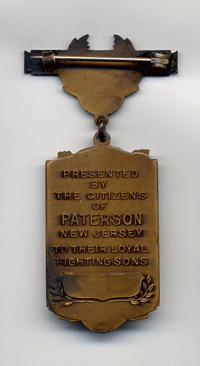 PRESENTED
BY
THE CITIZENS
OF
PATERSON
NEW JERSEY
TO THEIR LOYAL
FIGHTING SONS